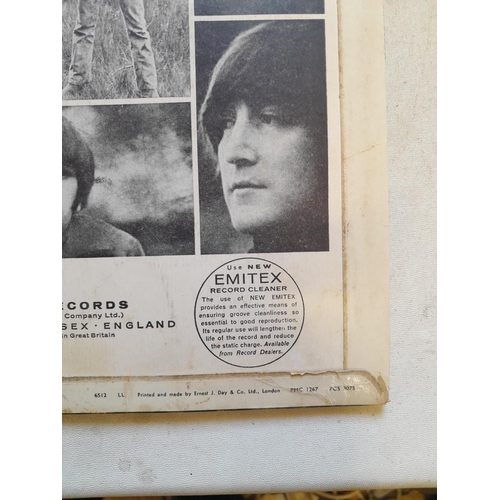 Use NEW
EMITEX
RECORD CLEANER
The use of NEW EMITEX
provides an effective means of
ensuring groove cleanliness so
essential to good reproduction.
Its regular use will lengthen the
life of the record and reduce
the static charge. Available
from Record Dealers.
ECORDS
Company Ltd.)
SEX · ENGLAND
in Great Britain
6512 LL Printed and made by Ernest J. Day & Co. Ltd., London PMC 1267 PCS 3075